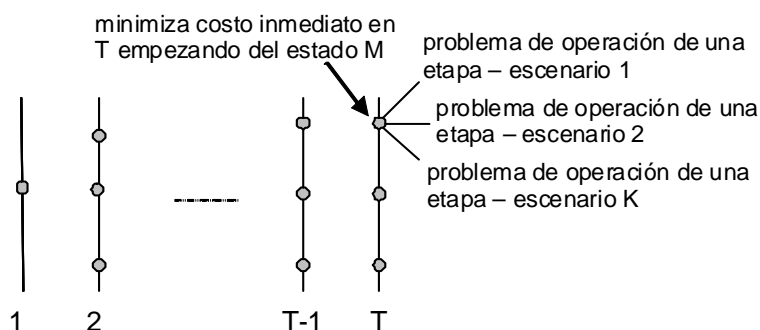 minimiza costo inmediato en
T empezando del estado M
problema de operación de una
etapa – escenario 1
problema de operación de una
etapa – escenario 2
problema de operación de una
etapa – escenario K
1 2 T-1 T